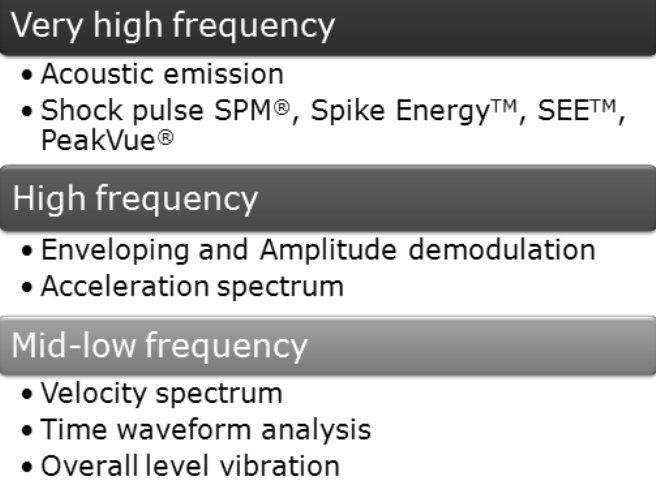 Very high frequency
• Acoustic emission
• Shock pulse SPM®, Spike Energy™, SEE™,
PeakVue®
High frequency
• Enveloping and Amplitude demodulation
• Acceleration spectrum
Mid-low frequency
• Velocity spectrum
• Time waveform analysis
• Overall level vibration